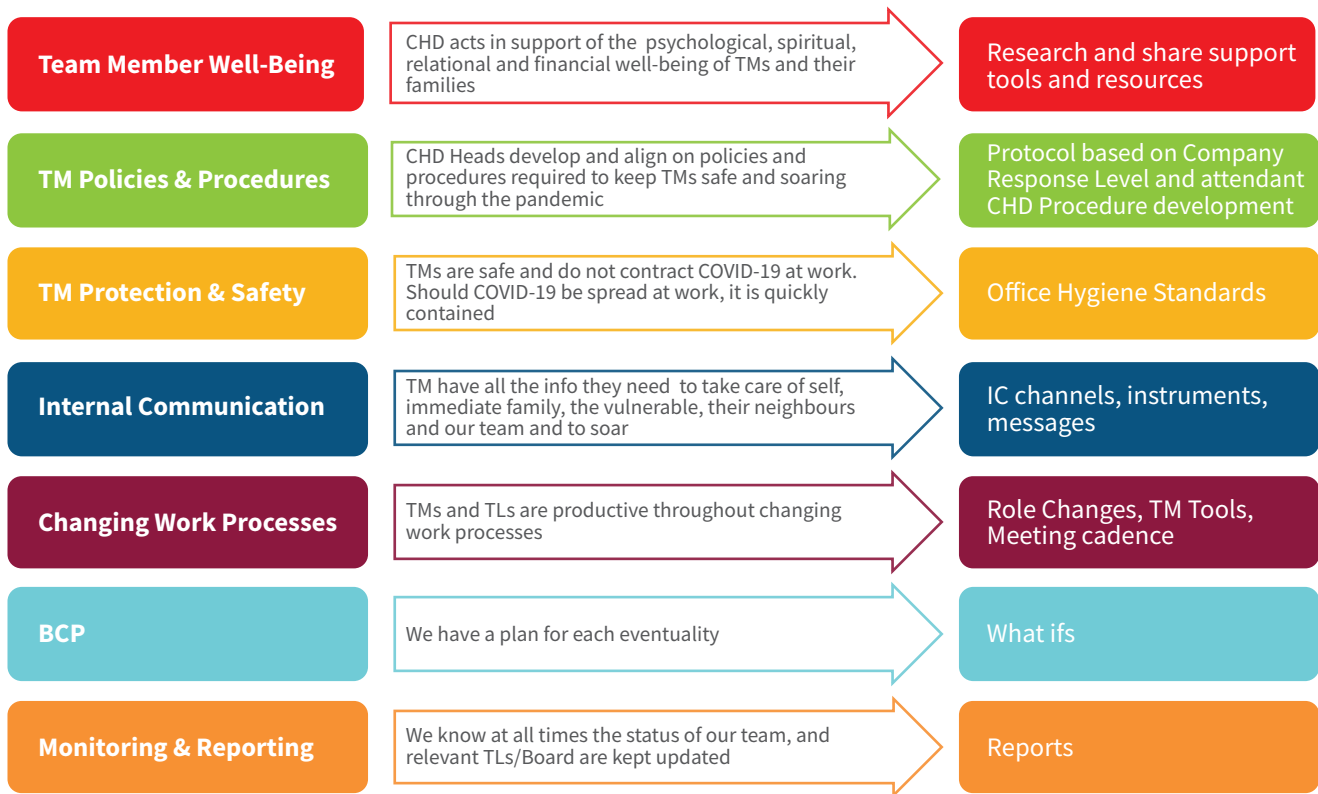 Team Member Well-Being
CHD acts in support of the psychological, spiritual,
relational and financial well-being of TMs and their
families
Research and share support
tools and resources
TM Policies & Procedures
CHD Heads develop and align on policies and
procedures required to keep TMs safe and soaring
through the pandemic
Protocol based on Company
Response Level and attendant
CHD Procedure development
TM Protection & Safety
TMs are safe and do not contract COVID-19 at work.
Should COVID-19 be spread at work, it is quickly
contained
Office Hygiene Standards
Internal Communication
TM have all the info they need to take care of self,
immediate family, the vulnerable, their neighbours
and our team and to soar
IC channels, instruments,
messages
Changing Work Processes
TMs and TLs are productive throughout changing
work processes
Role Changes, TM Tools,
Meeting cadence
BCP
We have a plan for each eventuality
What ifs
Monitoring & Reporting
We know at all times the status of our team, and
relevant TLs/Board are kept updated
Reports